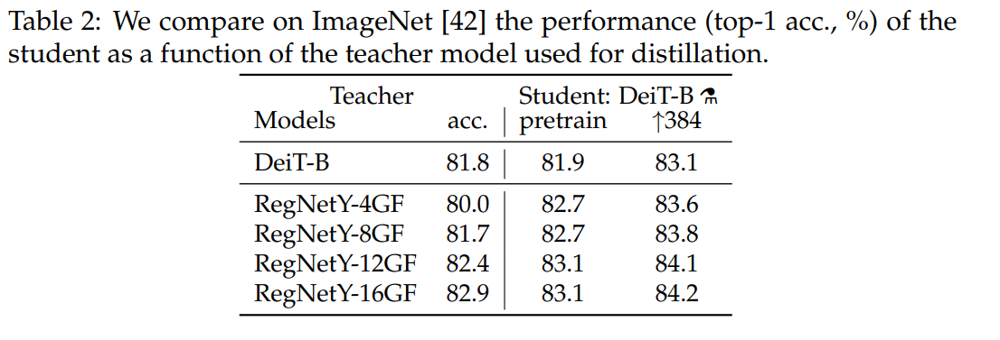 Table 2: We compare on ImageNet [42] the performance (top-1 acc., %) of the
student as a function of the teacher model used for distillation.
Teacher Student: DeiT-B ⚗
Models acc. pretrain ↑384
DeiT-B 81.8 81.9 83.1
RegNetY-4GF 80.0 82.7 83.6
RegNetY-8GF 81.7 82.7 83.8
RegNetY-12GF 82.4 83.1 84.1
RegNetY-16GF 82.9 83.1 84.2